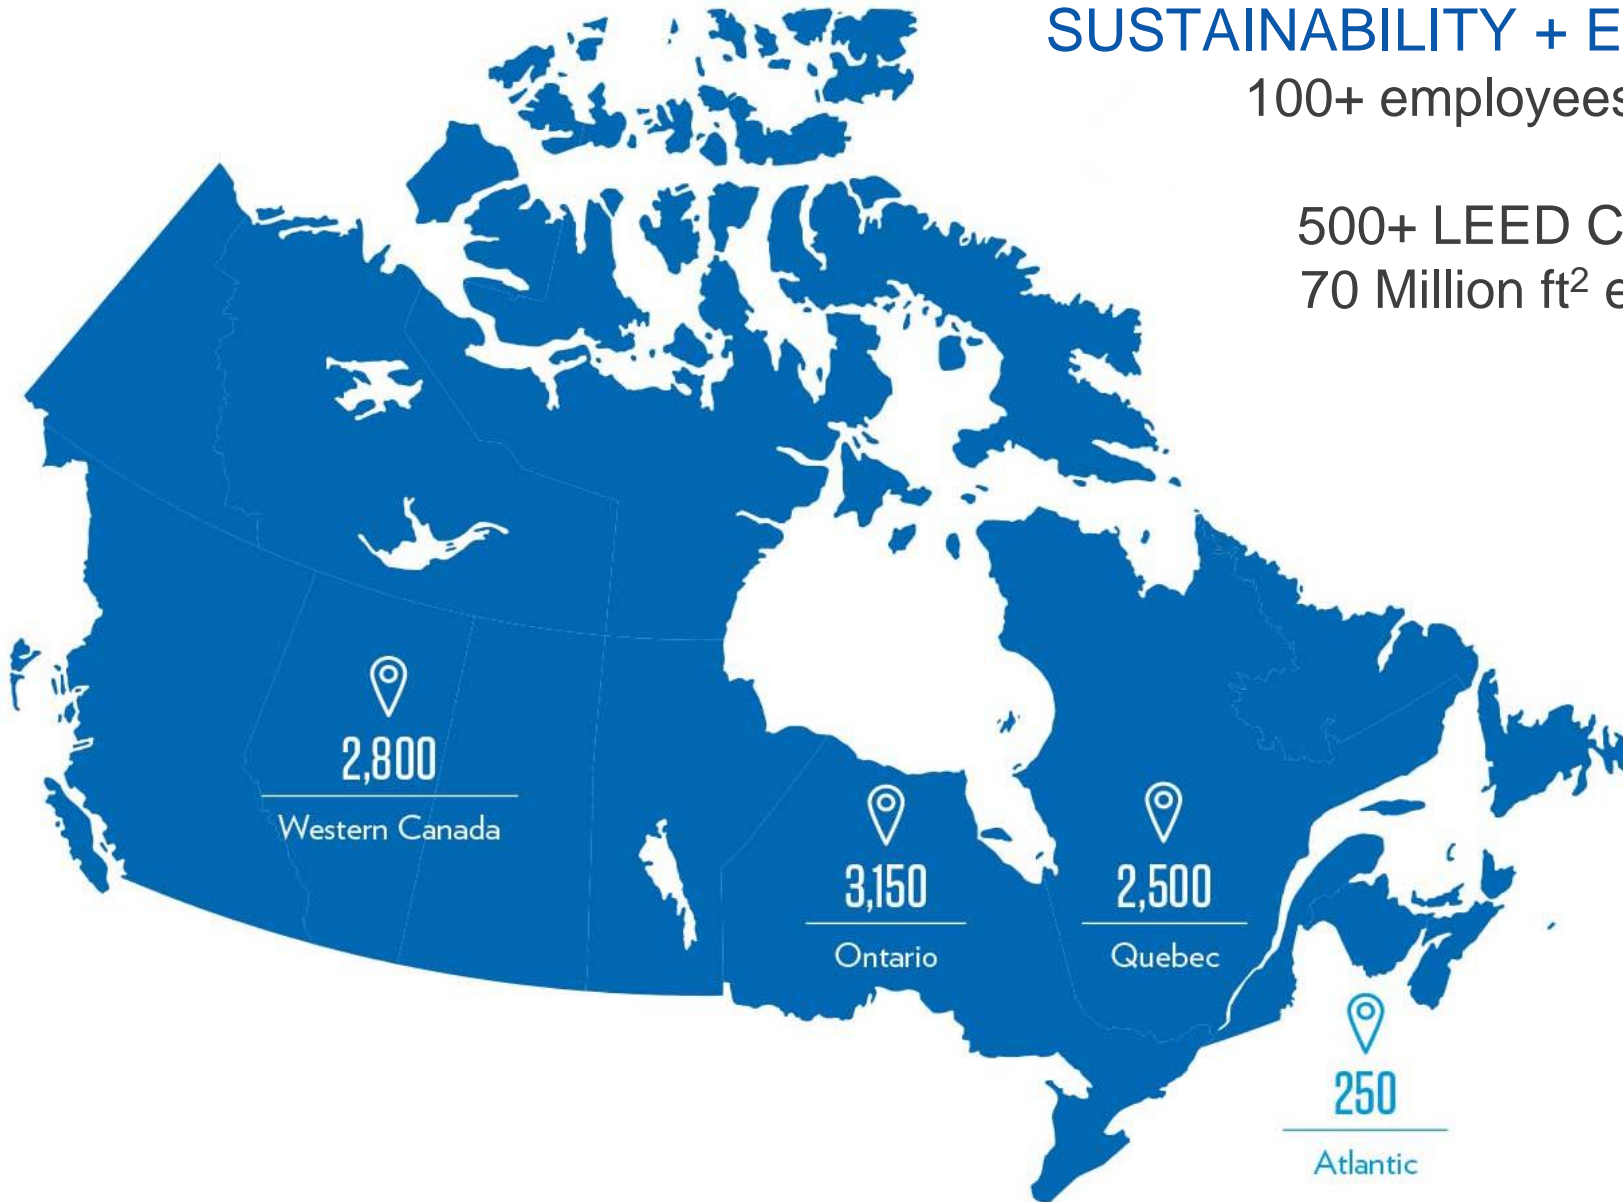 SUSTAINABILITY + E
100+ employees
500+ LEED C
70 Million ft² e
2,800
Western Canada
3,150
Ontario
2,500
Quebec
250
Atlantic